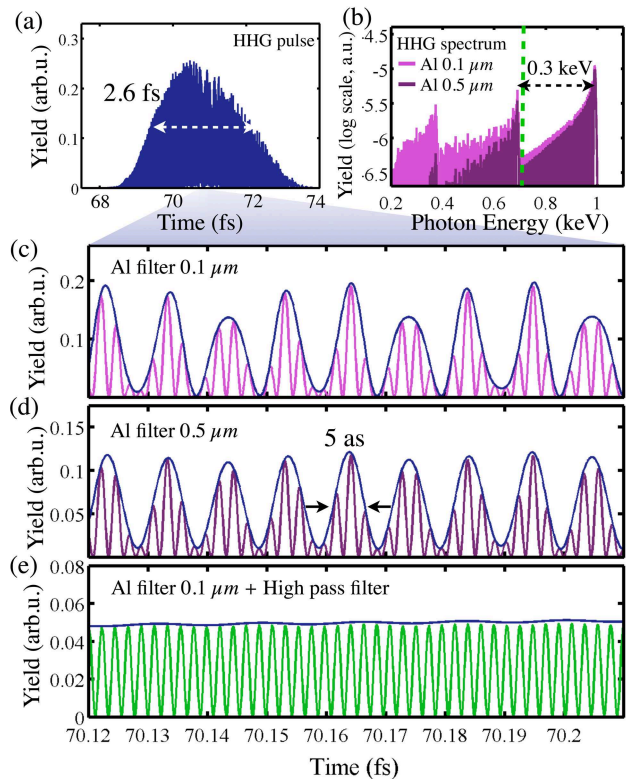 (a)
HHG pulse
2.6 fs
Yield (arb.u.)
0.3
0.2
0.1
0
68
70
72
74
Time (fs)
(b)
HHG spectrum
Al 0.1 μm
Al 0.5 μm
0.3 keV
Yield (log scale, a.u.)
-4.5
-5
-5.5
-6
-6.5
0.2
0.4
0.6
0.8
1
Photon Energy (keV)
(c)
Al filter 0.1 μm
Yield (arb.u.)
0.2
0.1
(d)
Al filter 0.5 μm
5 as
Yield (arb.u.)
0.15
0.10
0.05
(e)
Al filter 0.1 μm + High pass filter
Yield (arb.u.)
0.08
0.06
0.04
0.02
0
70.12
70.13
70.14
70.15
70.16
70.17
70.18
70.19
70.2
Time (fs)